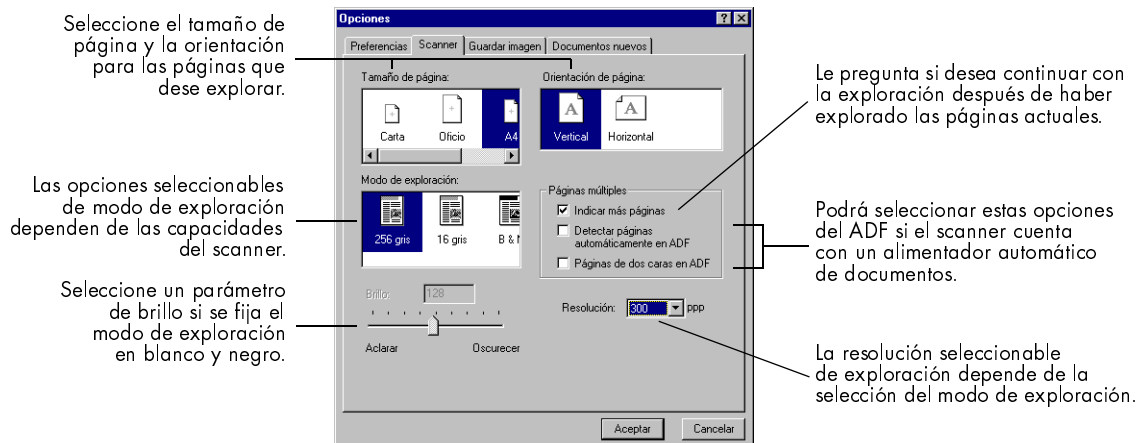 Seleccione el tamaño de
página y la orientación
para las páginas que
dese explorar.
Las opciones seleccionables
de modo de exploración
dependen de las capacidades
del scanner.
Seleccione un parámetro
de brillo si se fija el
modo de exploración
en blanco y negro.
Opciones
Preferencias Scanner Guardar imagen Documentos nuevos
Tamaño de página:
Carta Oficio A4
Orientación de página:
A A
Vertical Horizontal
Modo de exploración:
256 gris 16 gris B & N
Páginas múltiples
Indicar más páginas
Detectar páginas
automáticamente en ADF
Páginas de dos caras en ADF
Brillo: 128
Aclarar Oscurecer
Resolución: 300 ppp
Aceptar Cancelar
Le pregunta si desea continuar con
la exploración después de haber
explorado las páginas actuales.
Podrá seleccionar estas opciones
del ADF si el scanner cuenta
con un alimentador automático
de documentos.
La resolución seleccionable
de exploración depende de la
selección del modo de exploración.